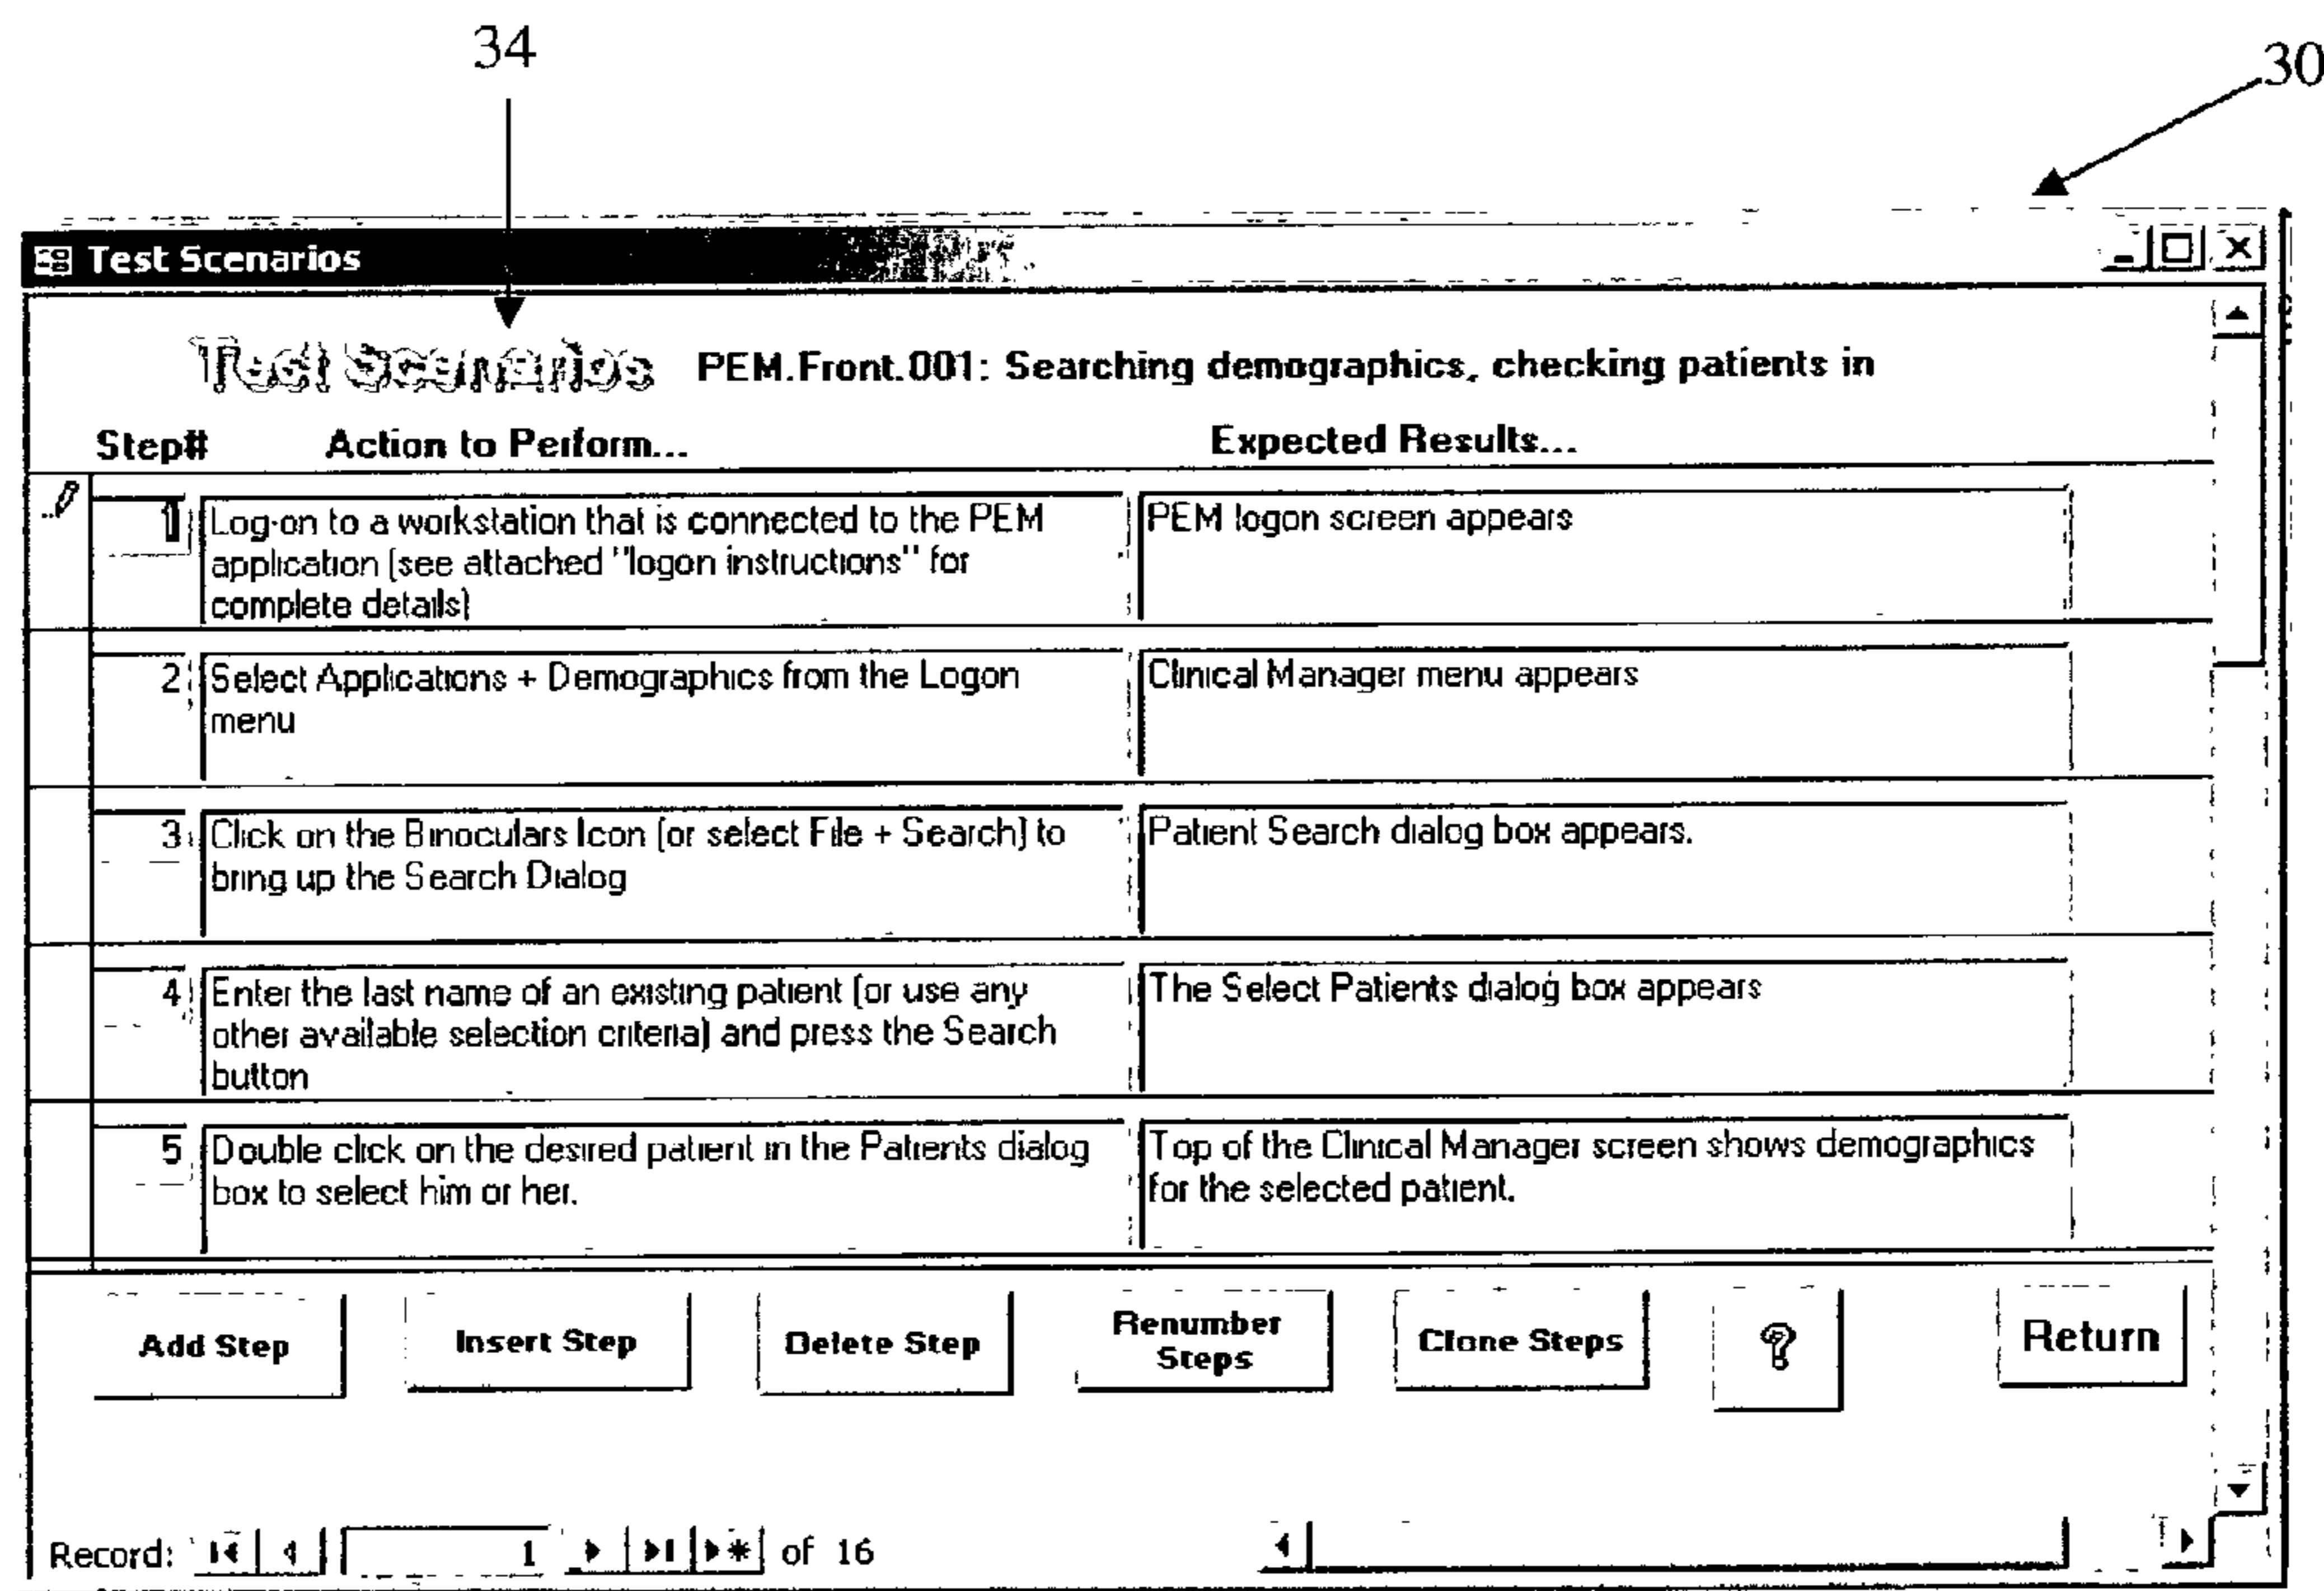 34
30
Test Scenarios
Test Scenarios PEM.Front.001: Searching demographics, checking patients in
Step# Action to Perform... Expected Results...
1 Log-on to a workstation that is connected to the PEM PEM logon screen appears
application (see attached "logon instructions" for
complete details)
2 Select Applications + Demographics from the Logon Clinical Manager menu appears
menu
3 Click on the Binoculars Icon (or select File + Search) to Patient Search dialog box appears.
bring up the Search Dialog
4 Enter the last name of an existing patient (or use any The Select Patients dialog box appears
other available selection criteria) and press the Search
button
5 Double click on the desired patient in the Patients dialog Top of the Clinical Manager screen shows demographics
box to select him or her. for the selected patient.
Add Step Insert Step Delete Step Renumber Steps Clone Steps ? Return
Record: 1 of 16